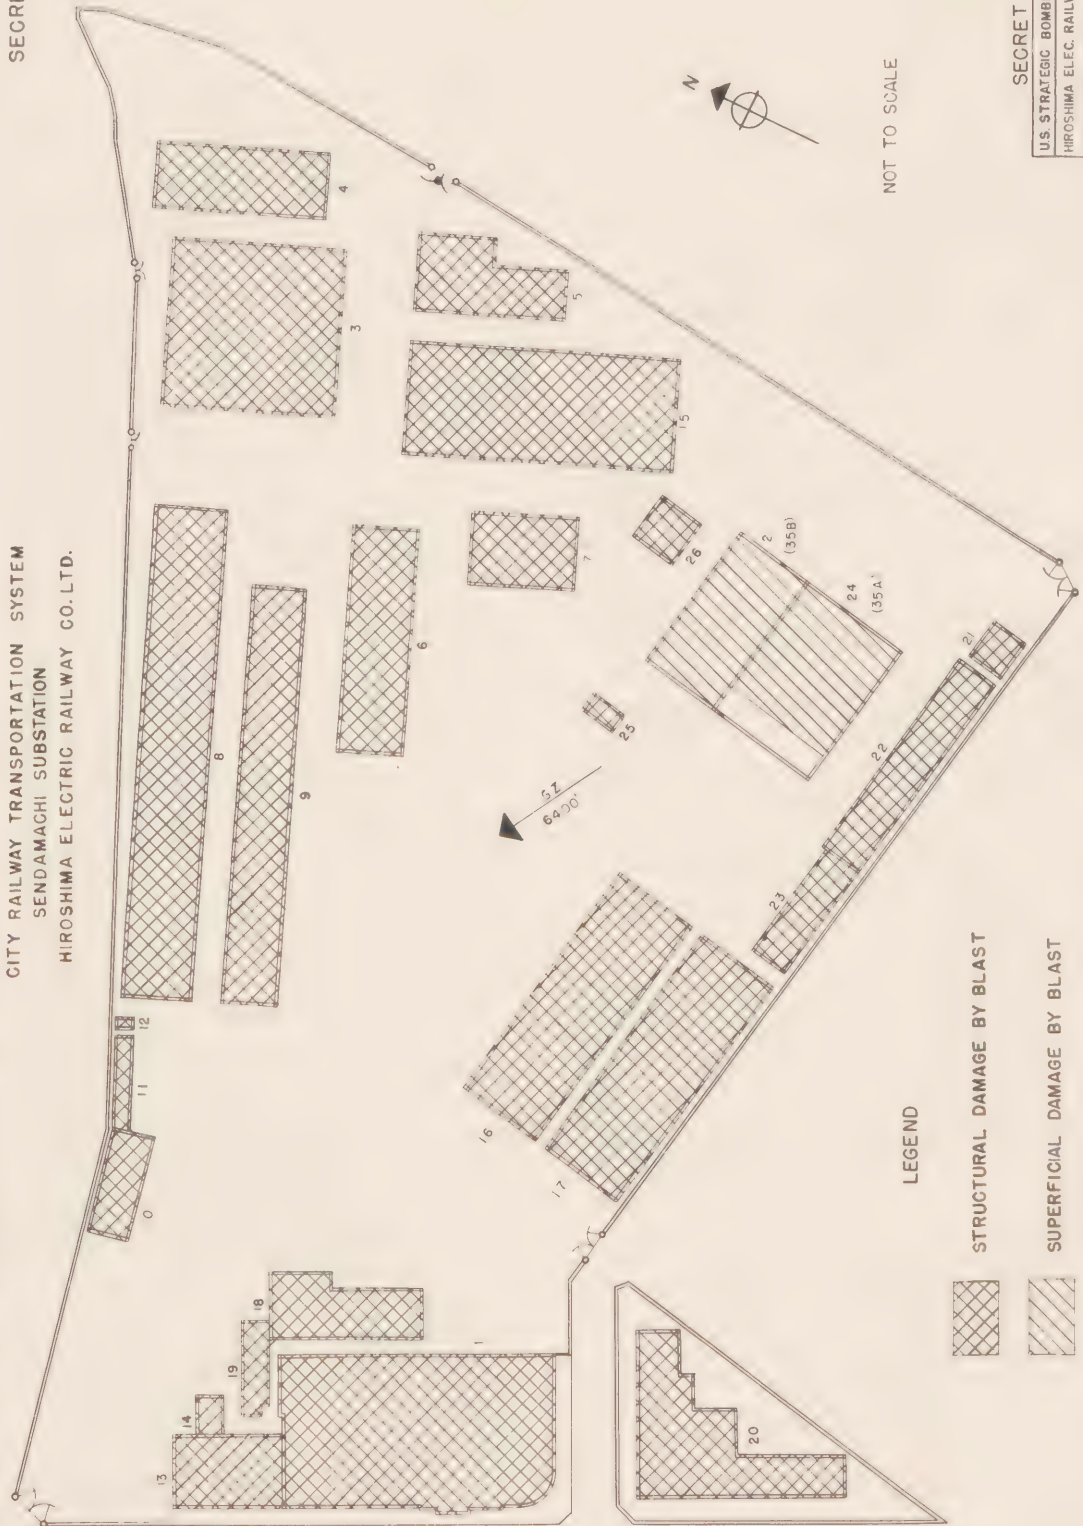 SECRE
CITY RAILWAY TRANSPORTATION SYSTEM
SENDAMACHI SUBSTATION
HIROSHIMA ELECTRIC RAILWAY CO. LTD.
4
3
5
15
8
9
6
7
26
2
(35B)
24
(35A)
25
21
22
23
GZ
6400'
N
NOT TO SCALE
12
11
0
16
17
18
19
14
13
1
20
LEGEND
STRUCTURAL DAMAGE BY BLAST
SUPERFICIAL DAMAGE BY BLAST
SECRET
U.S. STRATEGIC BOMB
HIROSHIMA ELEC. RAILW